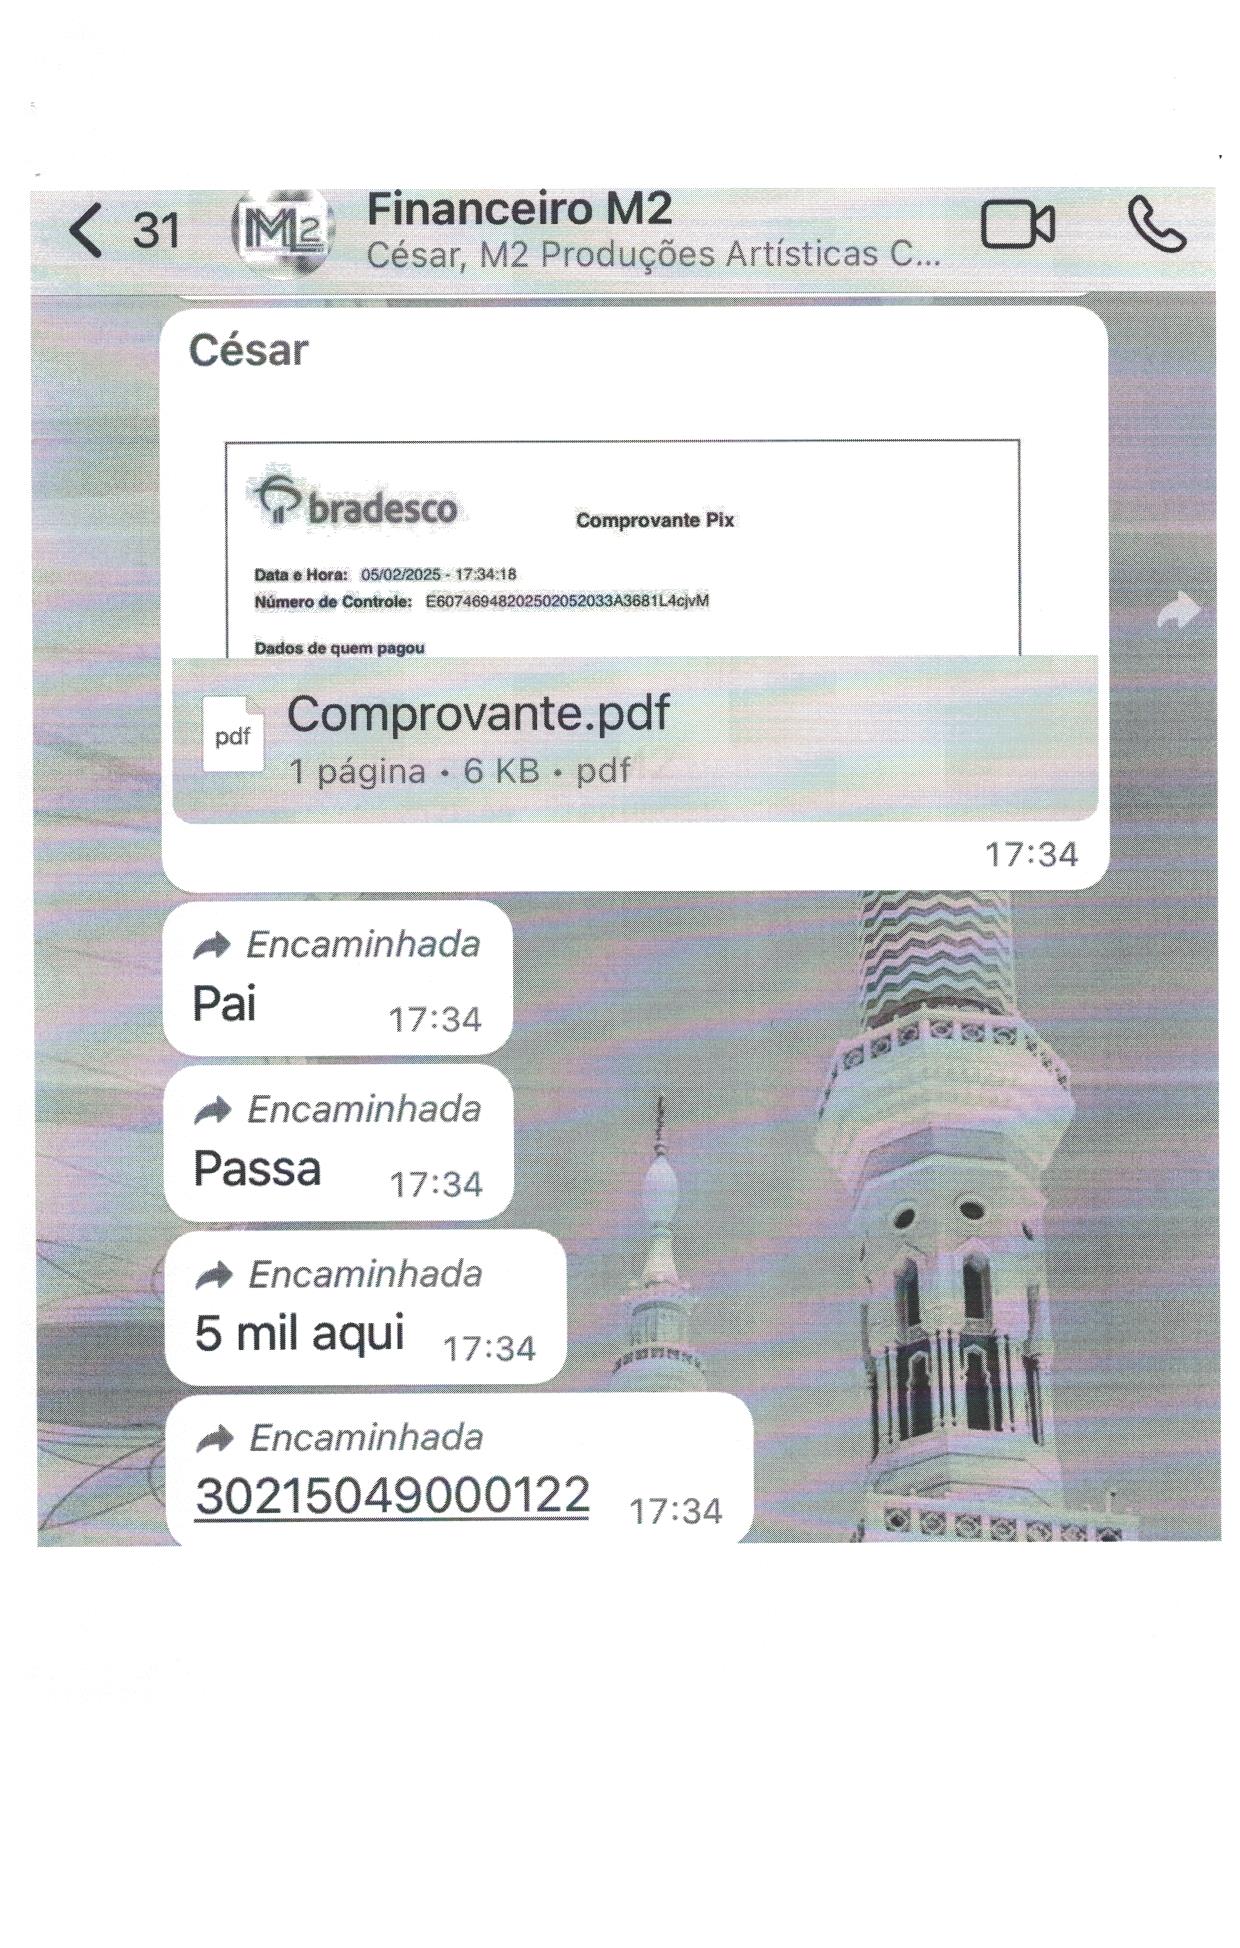 31
M2
Financeiro M2
César, M2 Produções Artísticas C...
César
bradesco
Comprovante Pix
Data e Hora: 05/02/2025 - 17:34:18
Número de Controle: E60746948202502052033A3681L4cjvM
Dados de quem pagou
pdf
Comprovante.pdf
1 página • 6 KB • pdf
17:34
Encaminhada
Pai 17:34
Encaminhada
Passa 17:34
Encaminhada
5 mil aqui 17:34
Encaminhada
30215049000122 17:34